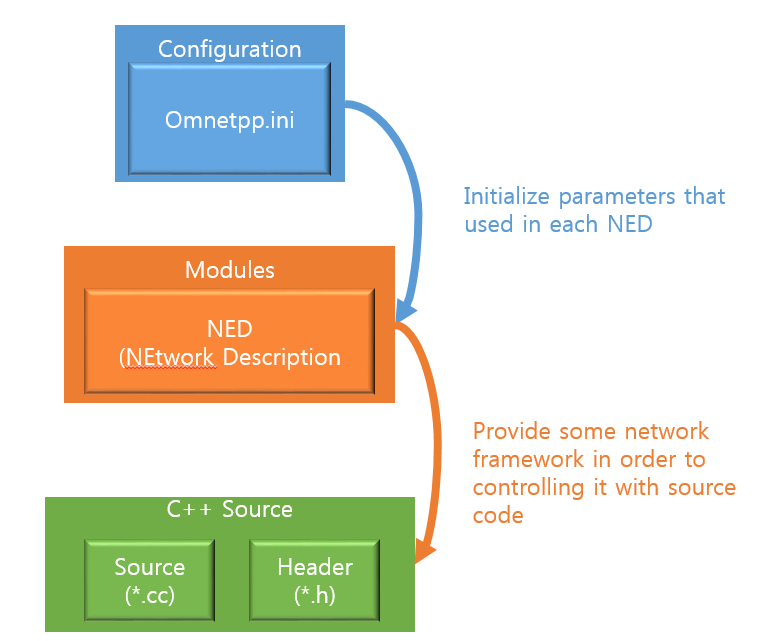 Configuration
Omnetpp.ini
Initialize parameters that
used in each NED
Modules
NED
(NEtwork Description
Provide some network
framework in order to
controlling it with source
code
C++ Source
Source
(*.cc)
Header
(*.h)